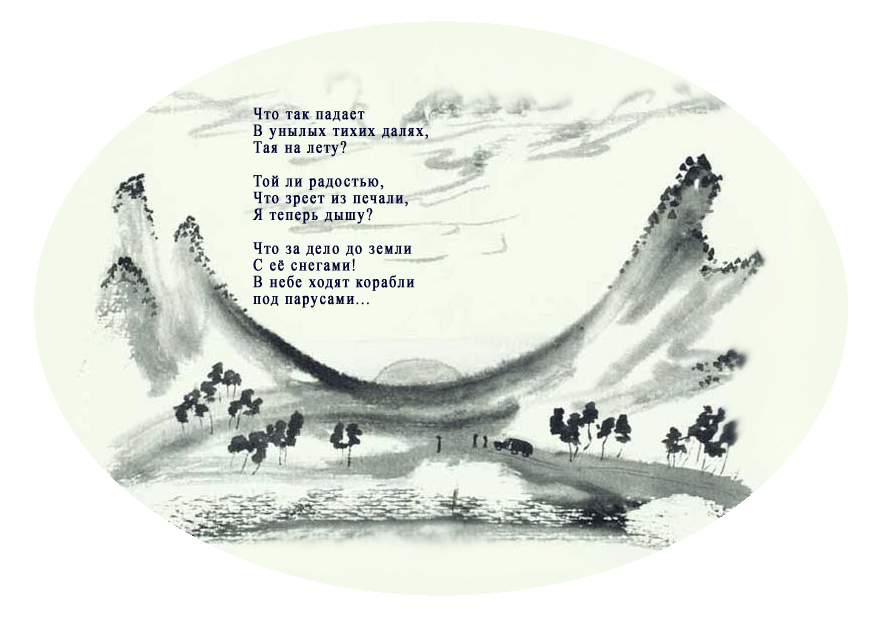 Что так падает
В унылых тихих далях,
Тая на лету?
Той ли радостью,
Что зреет из печали,
Я теперь дышу?
Что за дело до земли
С её снегами!
В небе ходят корабли
под парусами...